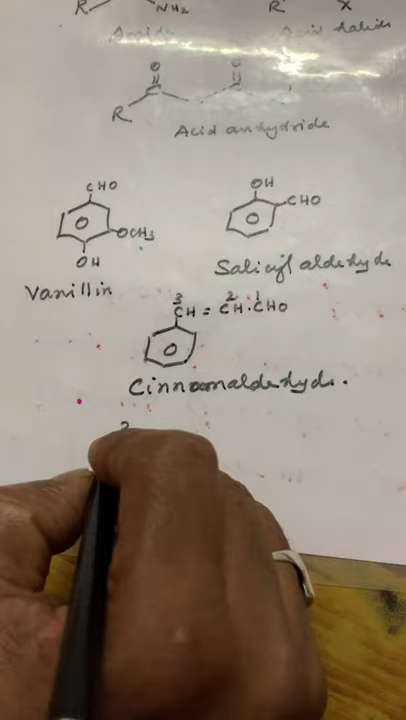 R NH₂ R X
Amide Acid halide
O O
R
Acid anhydride
CHO OH
CHO
OCH₃
OH
Vanillin Salicyl aldehyde
3 2 1
CH = CH.CHO
Cinnamaldehyde.